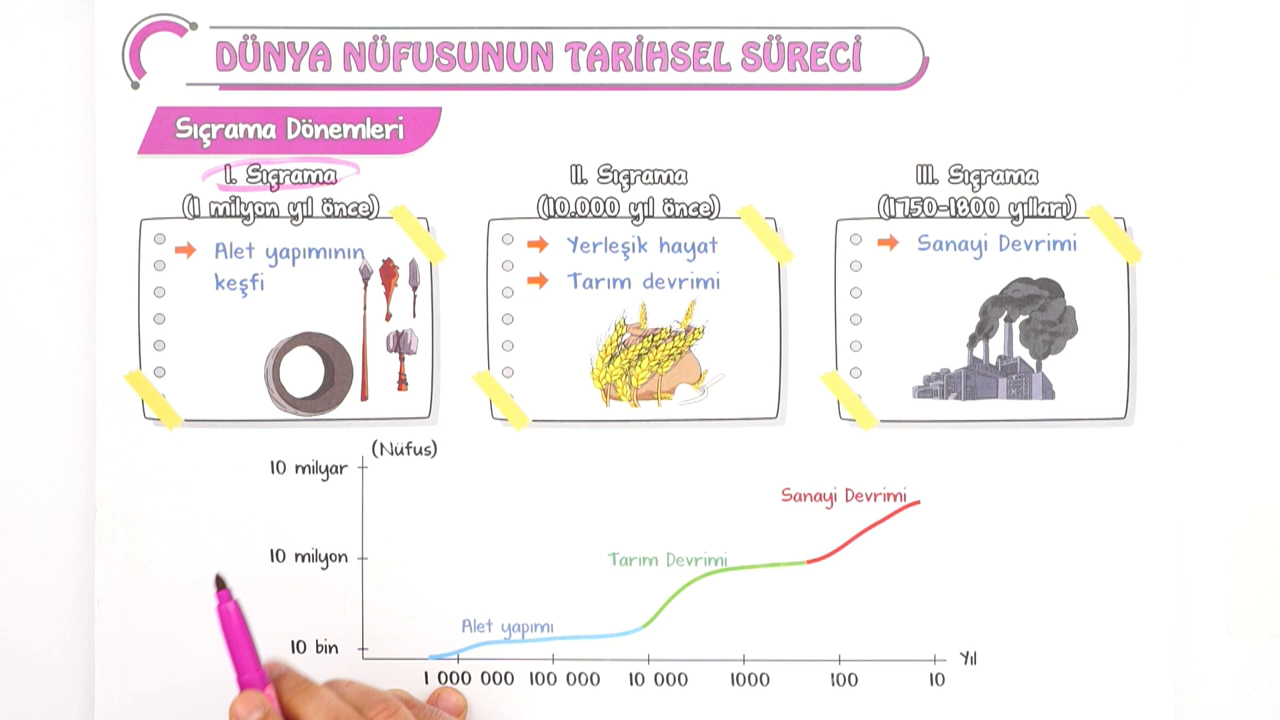 DÜNYA NÜFUSUNUN TARİHSEL SÜRECİ
Sıçrama Dönemleri
I. Sıçrama
(1 milyon yıl önce)
Alet yapımının
keşfi
II. Sıçrama
(10.000 yıl önce)
Yerleşik hayat
Tarım devrimi
III. Sıçrama
(1750-1800 yılları)
Sanayi Devrimi
(Nüfus)
10 milyar
10 milyon
10 bin
Sanayi Devrimi
Tarım Devrimi
Alet yapımı
Yıl
1 000 000
100 000
10 000
1000
100
10